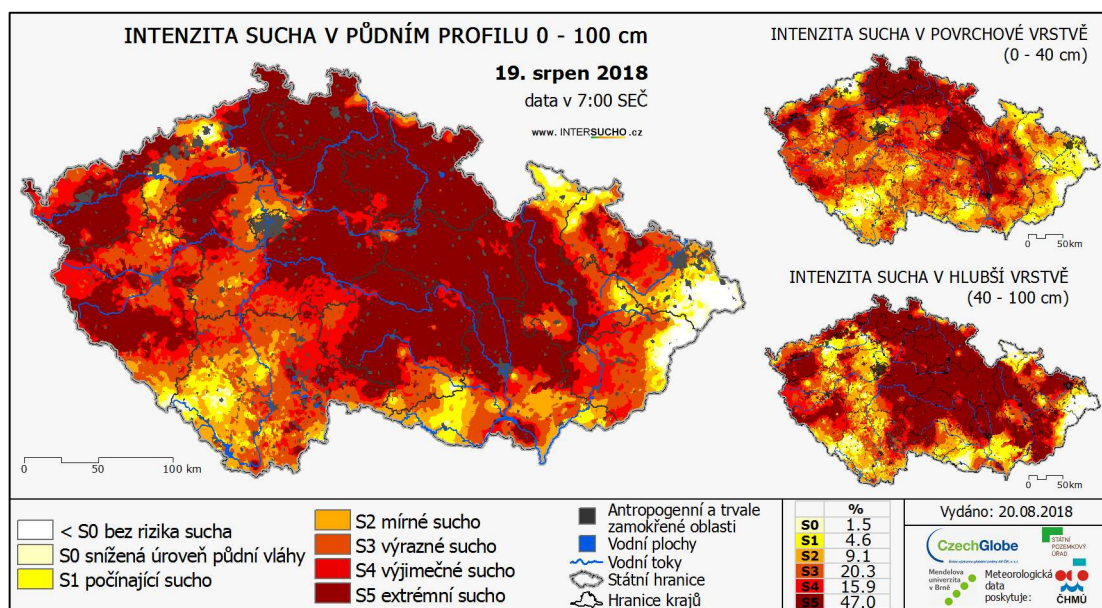 INTENZITA SUCHA V PŮDNÍM PROFILU 0 - 100 cm
19. srpen 2018
data v 7:00 SEČ
www. INTERSUCHO .cz
INTENZITA SUCHA V POVRCHOVÉ VRSTVĚ
(0 - 40 cm)
0 50km
INTENZITA SUCHA V HLUBŠÍ VRSTVĚ
(40 - 100 cm)
0 50km
0 50 100 km
< S0 bez rizika sucha
S0 snížená úroveň půdní vláhy
S1 počínající sucho
S2 mírné sucho
S3 výrazné sucho
S4 výjimečné sucho
S5 extrémní sucho
Antropogenní a trvale
zamokřené oblasti
Vodní plochy
Vodní toky
Státní hranice
Hranice krajů
%
S0 1.5
S1 4.6
S2 9.1
S3 20.3
S4 15.9
S5 47.0
Vydáno: 20.08.2018
CzechGlobe
STÁTNÍ
POZEMKOVÝ
ÚŘAD
Mendelova
univerzita
v Brně
Meteorologická
data
poskytuje:
ČHMÚ